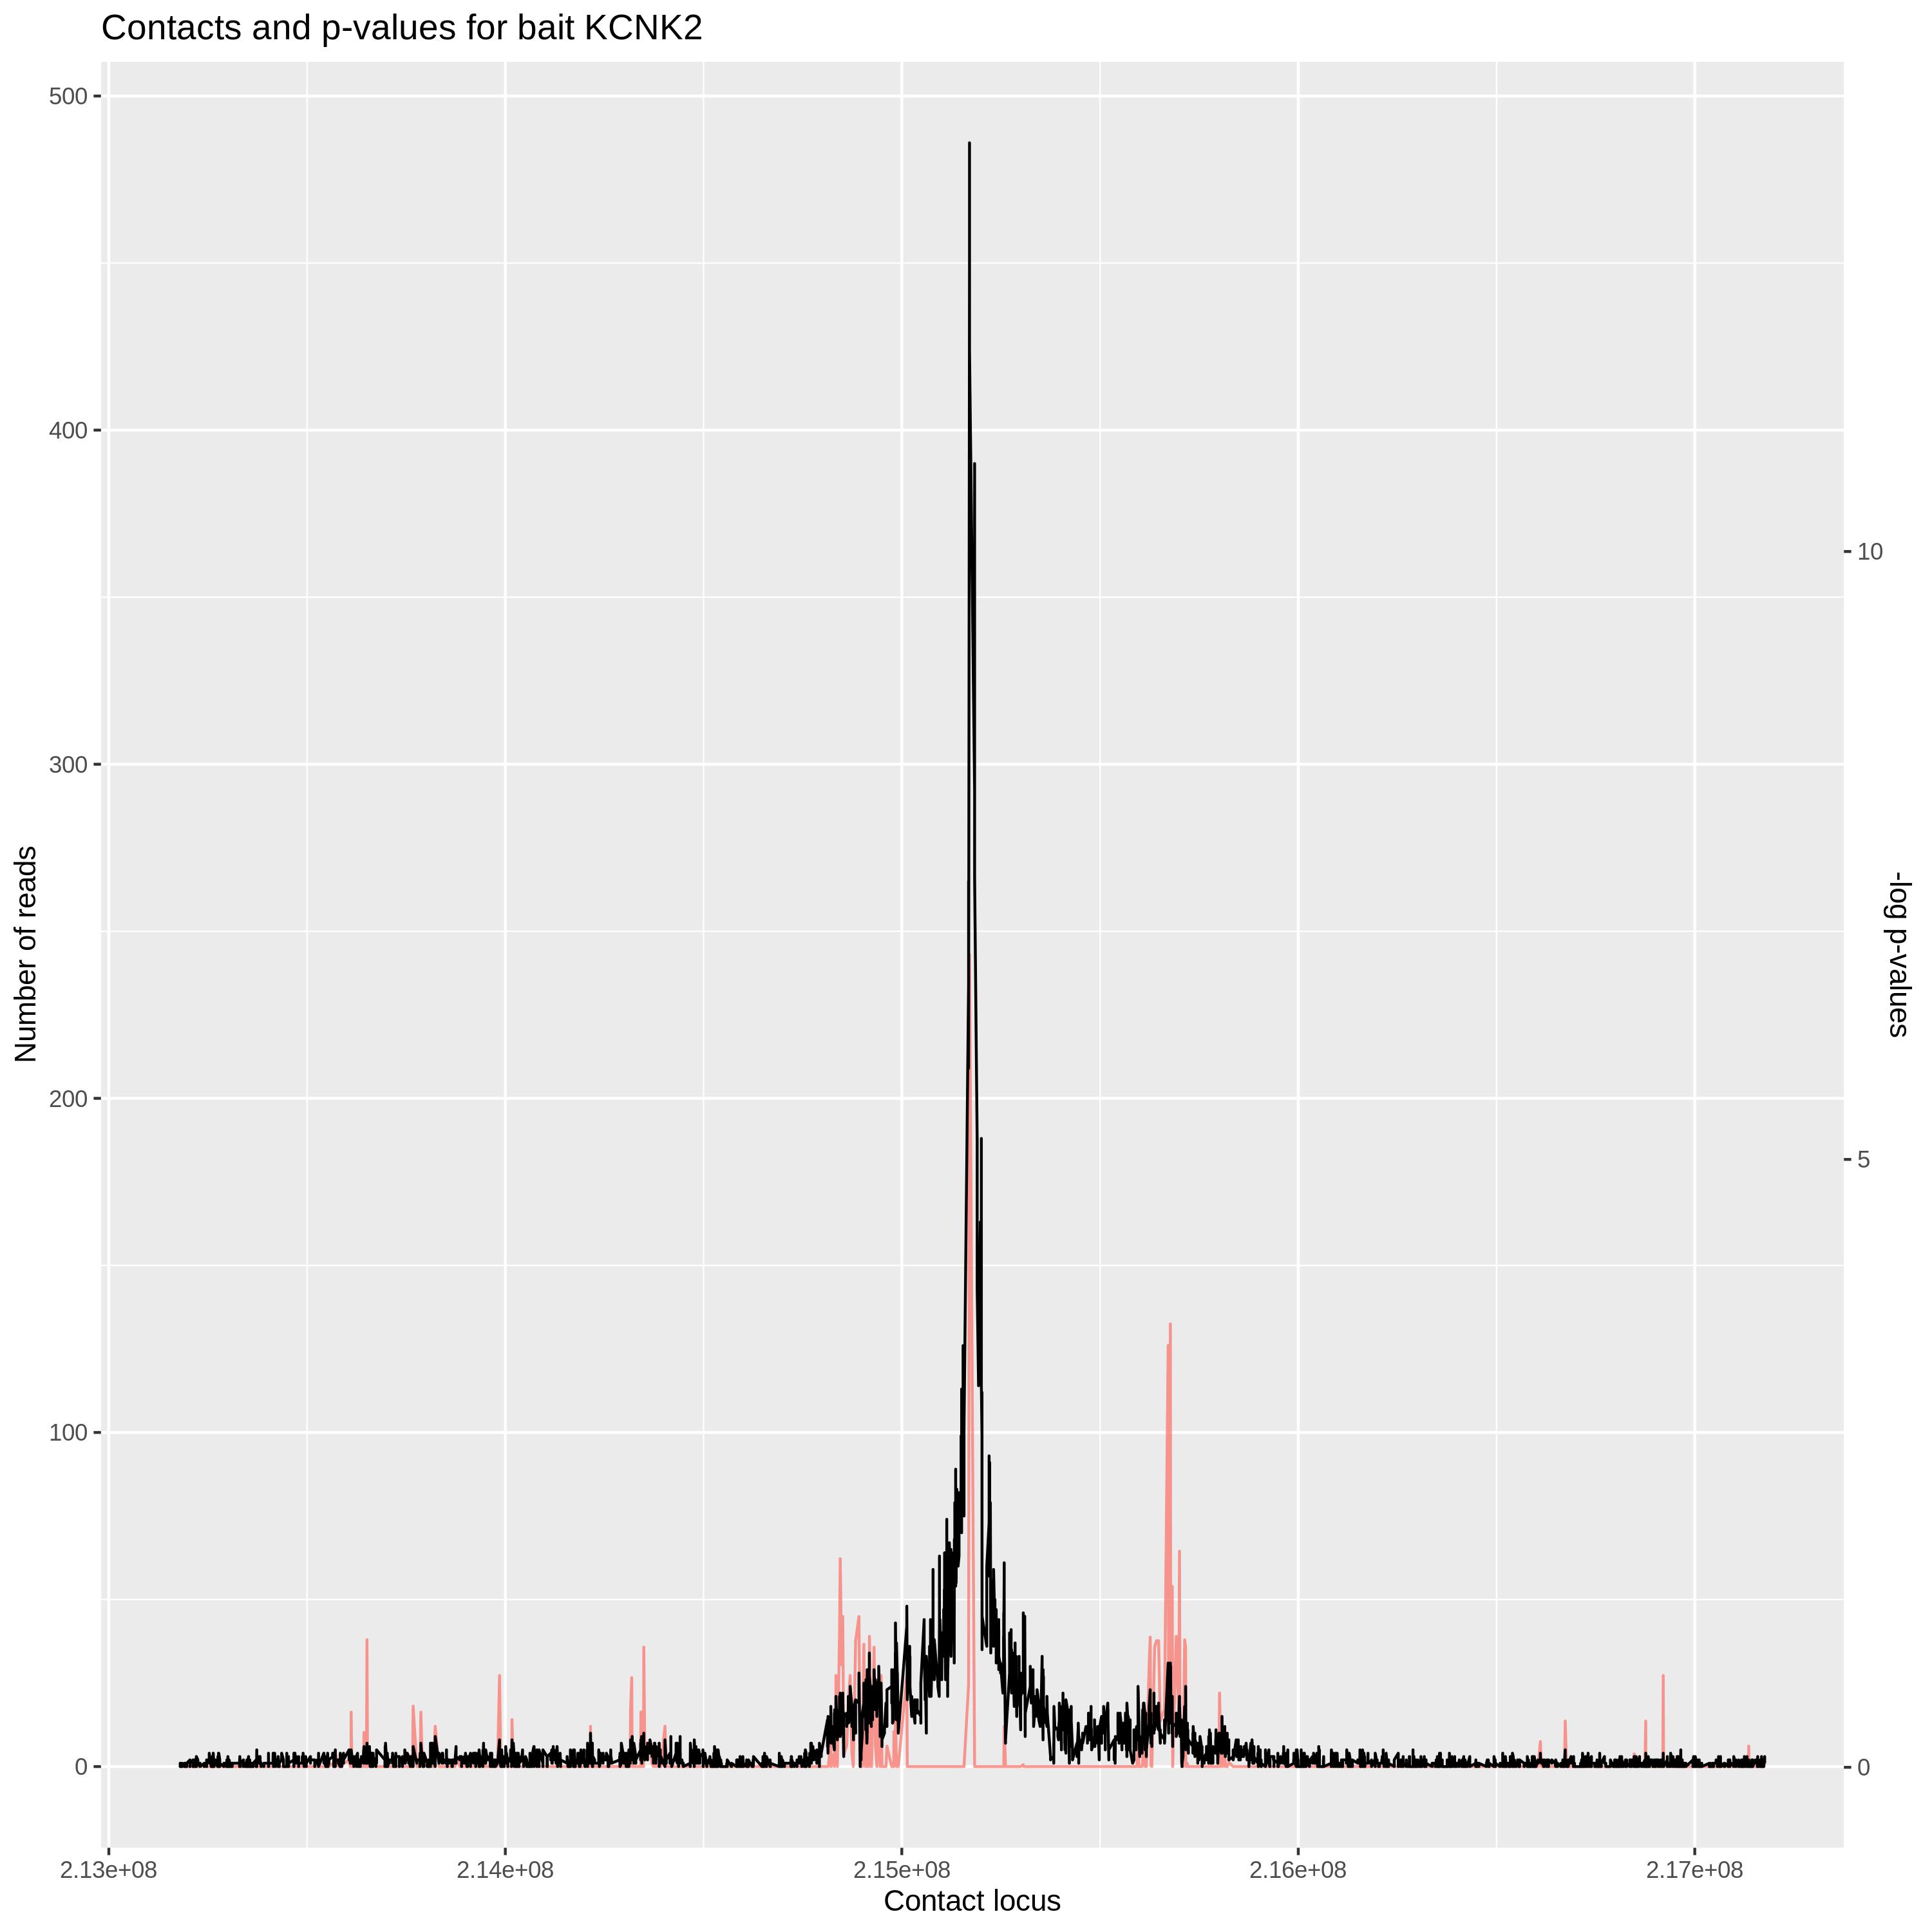 Contacts and p-values for bait KCNK2
500
400
300
200
100
0
Number of reads
10
5
0
-log p-values
2.13e+08
2.14e+08
2.15e+08
2.16e+08
2.17e+08
Contact locus